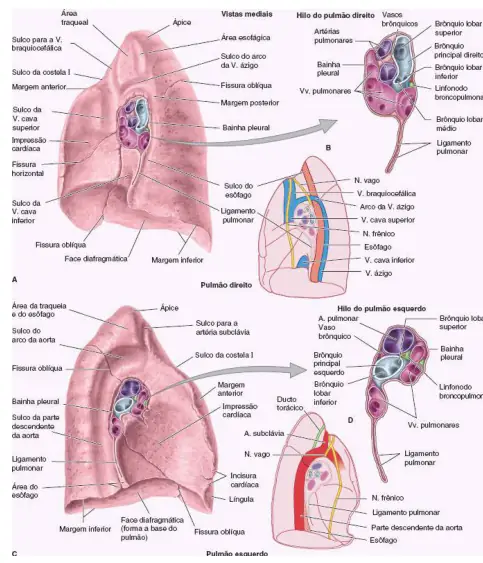 Área
traqueal
Ápice
Vistas mediais
Sulco para a V.
braquiocefálica
Área esofágica
Sulco do arco
da V. ázigo
Sulco da costela I
Margem anterior
Fissura oblíqua
Margem posterior
Sulco da
V. cava
superior
Bainha pleural
Impressão
cardíaca
Fissura
horizontal
Sulco do
esôfago
Sulco da
V. cava
inferior
Ligamento
pulmonar
Fissura oblíqua
Face diafragmática
Margem inferior
A
Pulmão direito
Hilo do pulmão direito
Vasos
brônquicos
Artérias
pulmonares
Bainha
pleural
Vv. pulmonares
Brônquio lobar
superior
Brônquio
principal direito
Brônquio lobar
inferior
Linfonodo
broncopulmonar
Brônquio lobar
médio
Ligamento
pulmonar
B
N. vago
V. braquiocefálica
Arco da V. ázigo
V. cava superior
N. frênico
Esôfago
V. cava inferior
V. ázigo
Área da traqueia
e do esôfago
Ápice
Sulco do
arco da aorta
Sulco para a
artéria subclávia
Fissura oblíqua
Sulco da costela I
Bainha pleural
Margem
anterior
Sulco da parte
descendente
da aorta
Impressão
cardíaca
Ligamento
pulmonar
Área do
esôfago
Incisura
cardíaca
Língula
Margem inferior
Face diafragmática
(forma a base do
pulmão)
Fissura oblíqua
C
Pulmão esquerdo
Hilo do pulmão esquerdo
A. pulmonar
Vaso
brônquico
Brônquio
principal
esquerdo
Brônquio
lobar
inferior
Brônquio lobar
superior
Bainha
pleural
Linfonodo
broncopulmon
Vv. pulmonares
Ligamento
pulmonar
D
Ducto
torácico
A. subclávia
N. vago
N. frênico
Ligamento pulmonar
Parte descendente da aorta
Esôfago